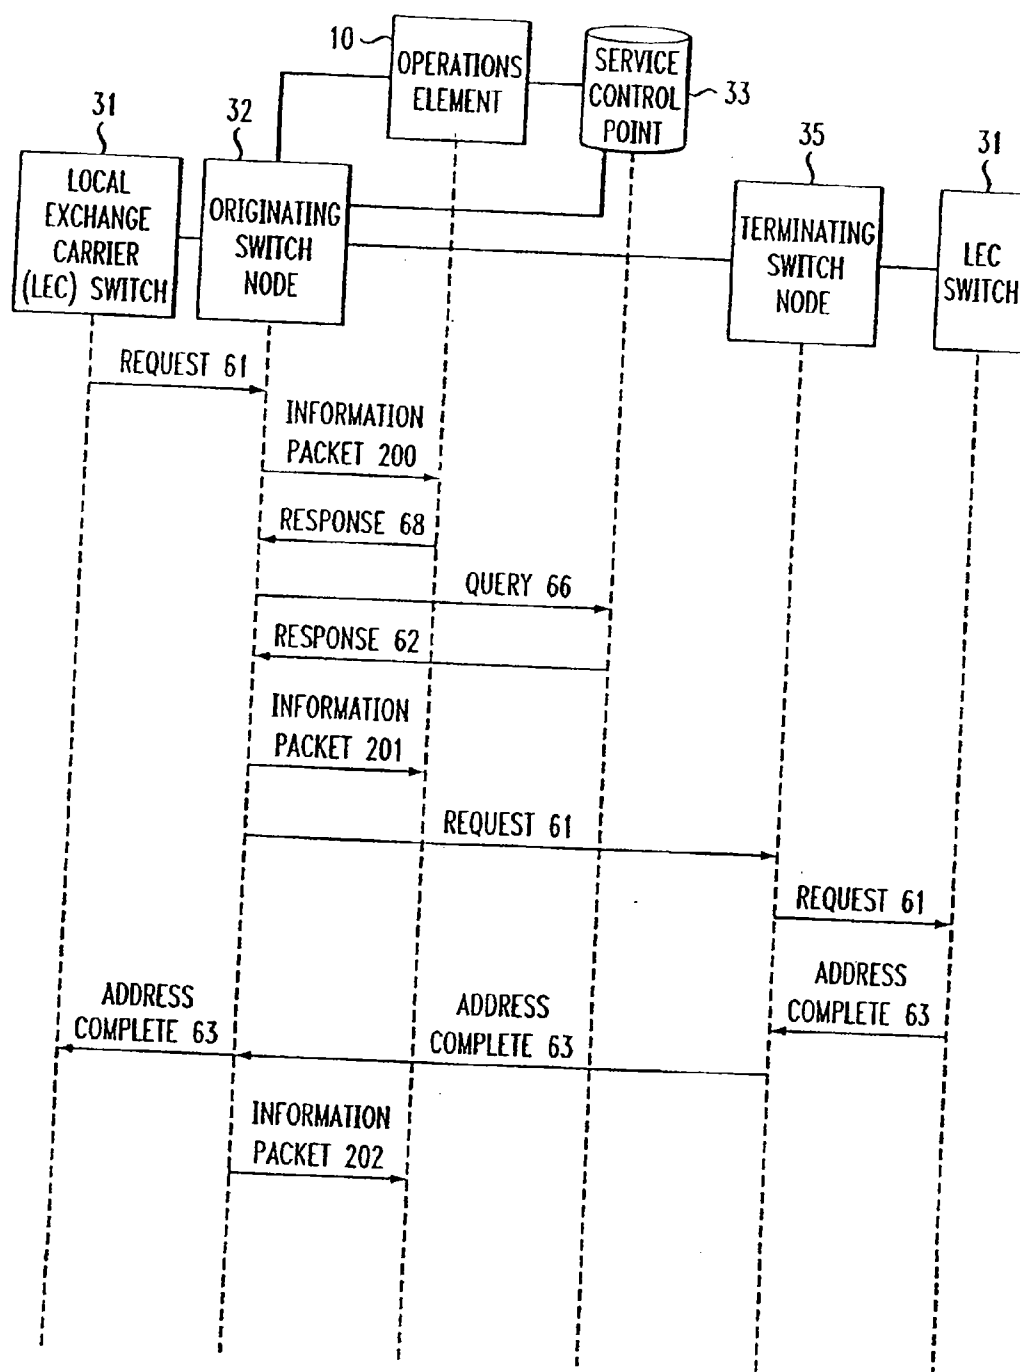 10
OPERATIONS
ELEMENT
SERVICE
CONTROL
POINT
33
31
LOCAL
EXCHANGE
CARRIER
(LEC) SWITCH
32
ORIGINATING
SWITCH
NODE
35
TERMINATING
SWITCH
NODE
31
LEC
SWITCH
REQUEST 61
INFORMATION
PACKET 200
RESPONSE 68
QUERY 66
RESPONSE 62
INFORMATION
PACKET 201
REQUEST 61
REQUEST 61
ADDRESS
COMPLETE 63
ADDRESS
COMPLETE 63
ADDRESS
COMPLETE 63
INFORMATION
PACKET 202